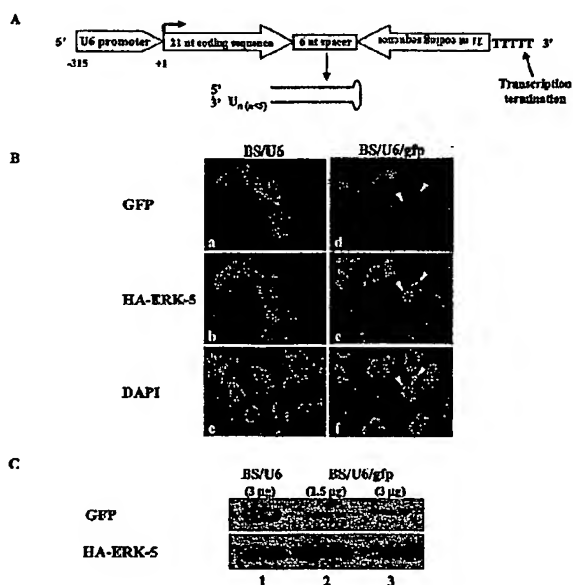 A
5' U6 promoter 21 nt coding sequence 6 nt spacer 21 nt coding sequence TTTTT 3'
-315 +1
5'
3' U n (n<5)
Transcription
termination
B
BS/U6 BS/U6/gfp
GFP
a d
HA-ERK-5
b e
DAPI
c f
C
BS/U6 BS/U6/gfp
(3 µg) (1.5 µg) (3 µg)
GFP
HA-ERK-5
1 2 3